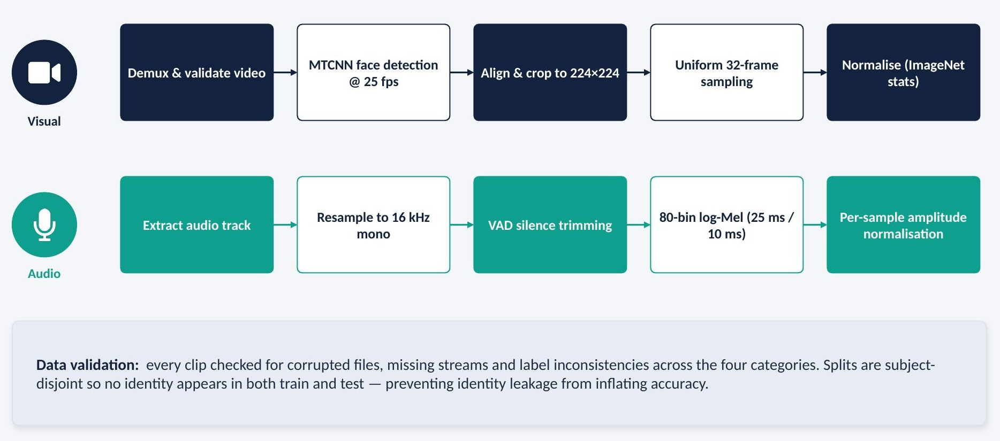 Visual
Demux & validate video
MTCNN face detection
@ 25 fps
Align & crop to 224×224
Uniform 32-frame
sampling
Normalise (ImageNet
stats)
Audio
Extract audio track
Resample to 16 kHz
mono
VAD silence trimming
80-bin log-Mel (25 ms /
10 ms)
Per-sample amplitude
normalisation
Data validation: every clip checked for corrupted files, missing streams and label inconsistencies across the four categories. Splits are subject-
disjoint so no identity appears in both train and test — preventing identity leakage from inflating accuracy.